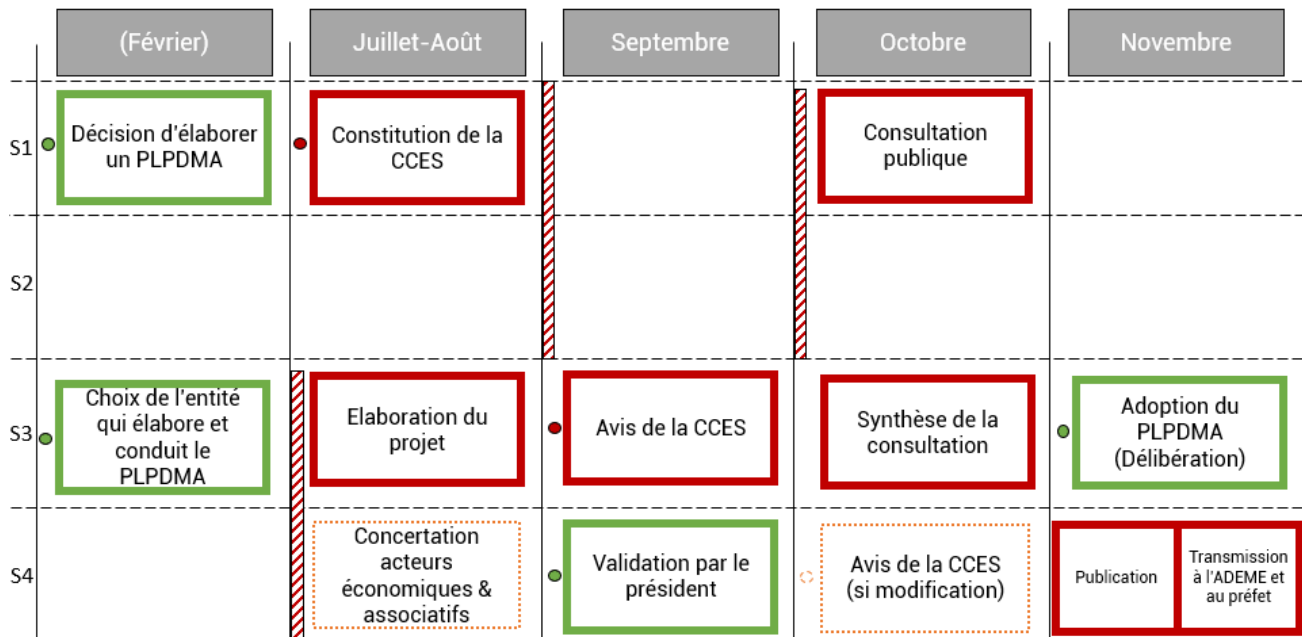 (Février)
Juillet-Août
Septembre
Octobre
Novembre
S1
Décision d'élaborer
un PLPDMA
Constitution de la
CCES
Consultation
publique
S2
S3
Choix de l'entité
qui élabore et
conduit le
PLPDMA
Elaboration du
projet
Avis de la CCES
Synthèse de la
consultation
Adoption du
PLPDMA
(Délibération)
S4
Concertation
acteurs
économiques &
associatifs
Validation par le
président
Avis de la CCES
(si modification)
Publication
Transmission
à l'ADEME et
au préfet